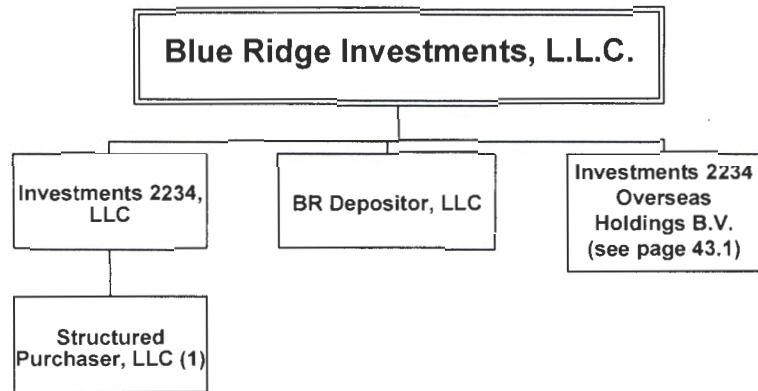 Blue Ridge Investments, L.L.C.
Investments 2234,
LLC
BR Depositor, LLC
Investments 2234
Overseas
Holdings B.V.
(see page 43.1)
Structured
Purchaser, LLC (1)